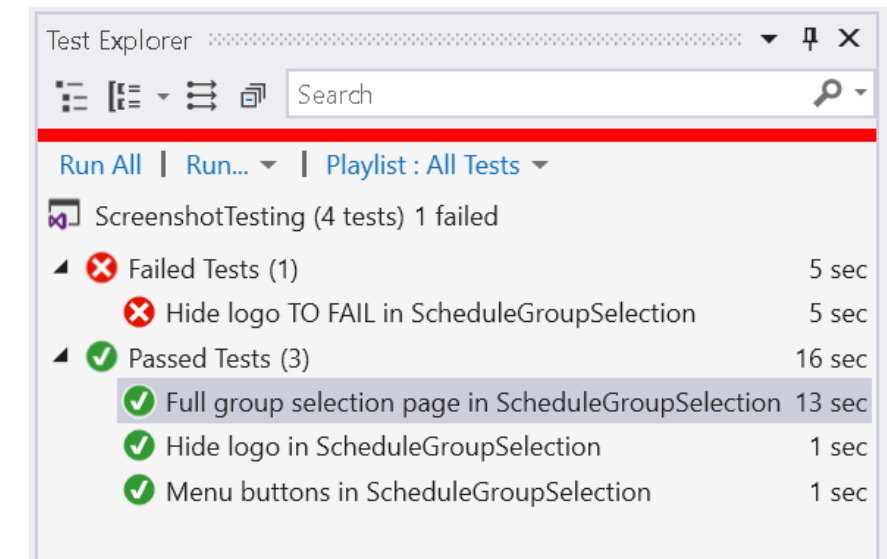 Test Explorer
Search
Run All | Run... | Playlist : All Tests
ScreenshotTesting (4 tests) 1 failed
Failed Tests (1) 5 sec
Hide logo TO FAIL in ScheduleGroupSelection 5 sec
Passed Tests (3) 16 sec
Full group selection page in ScheduleGroupSelection 13 sec
Hide logo in ScheduleGroupSelection 1 sec
Menu buttons in ScheduleGroupSelection 1 sec